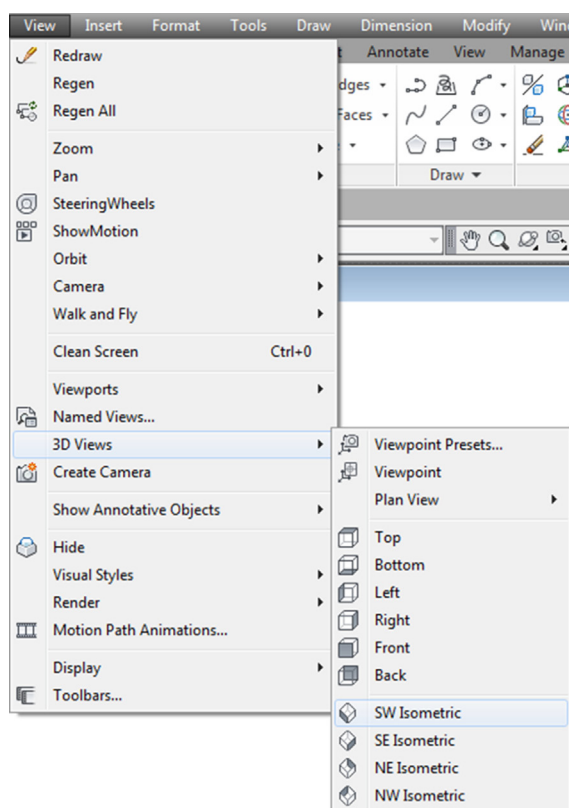 View Insert Format Tools Draw Dimension Modify
Annotate View Manage
Redraw
Regen
Regen All
Zoom
Pan
SteeringWheels
ShowMotion
Orbit
Camera
Walk and Fly
Clean Screen Ctrl+0
Viewports
Named Views...
3D Views
Create Camera
Show Annotative Objects
Hide
Visual Styles
Render
Motion Path Animations...
Display
Toolbars...
Draw
Viewpoint Presets...
Viewpoint
Plan View
Top
Bottom
Left
Right
Front
Back
SW Isometric
SE Isometric
NE Isometric
NW Isometric